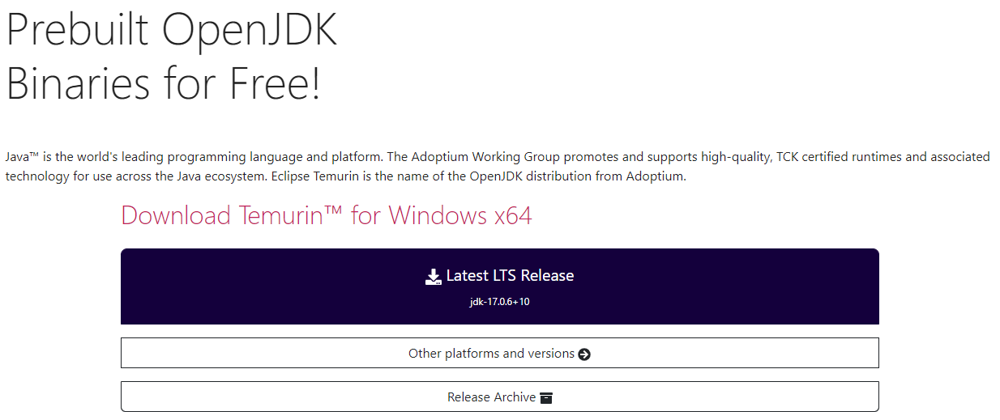 Prebuilt OpenJDK
Binaries for Free!
Java™ is the world's leading programming language and platform. The Adoptium Working Group promotes and supports high-quality, TCK certified runtimes and associated
technology for use across the Java ecosystem. Eclipse Temurin is the name of the OpenJDK distribution from Adoptium.
Download Temurin™ for Windows x64
Latest LTS Release
jdk-17.0.6+10
Other platforms and versions
Release Archive